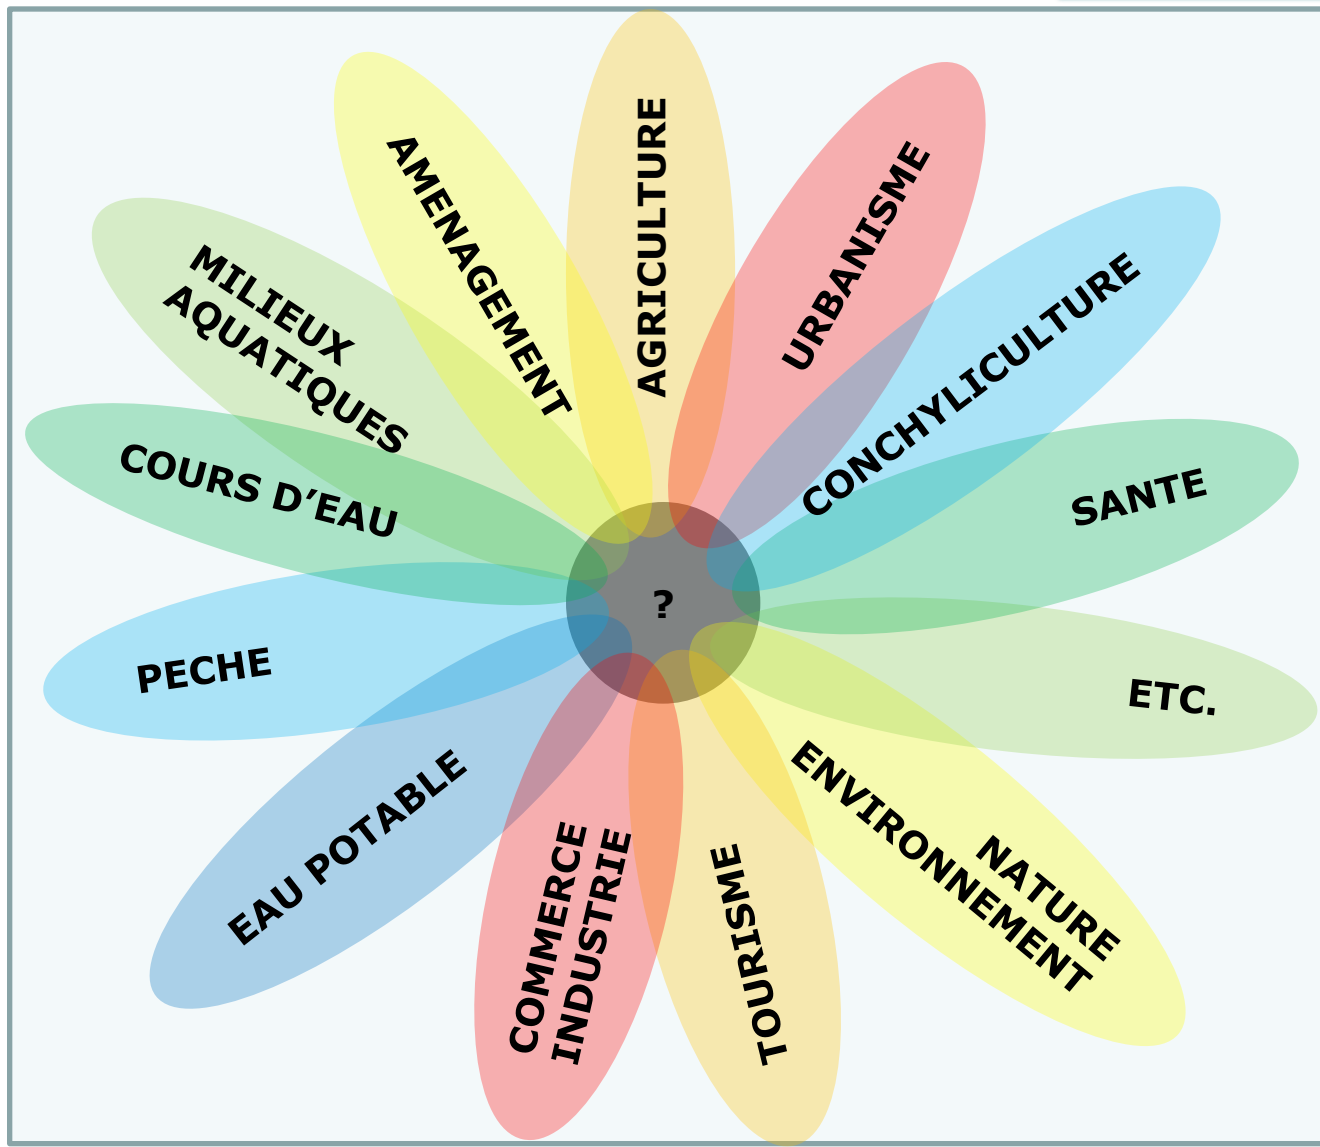 AGRICULTURE
URBANISME
CONCHYLICULTURE
SANTE
ETC.
NATURE
ENVIRONNEMENT
TOURISME
COMMERCE
INDUSTRIE
EAU POTABLE
PECHE
COURS D’EAU
MILIEUX
AQUATIQUES
AMENAGEMENT
?